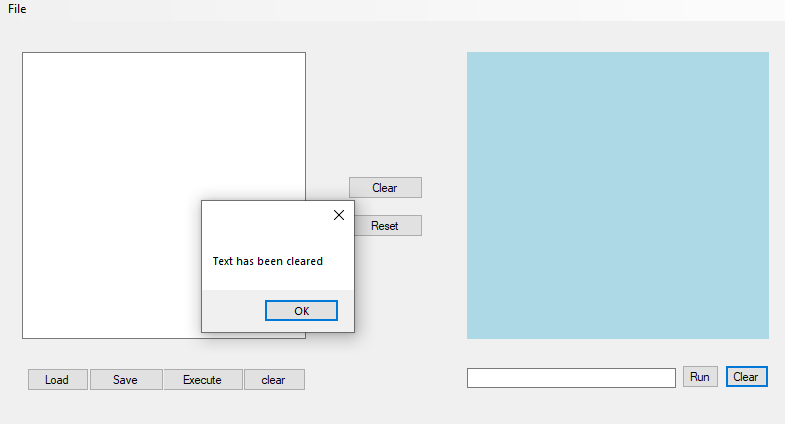 File
Clear
Reset
Text has been cleared
OK
Load
Save
Execute
clear
Run
Clear